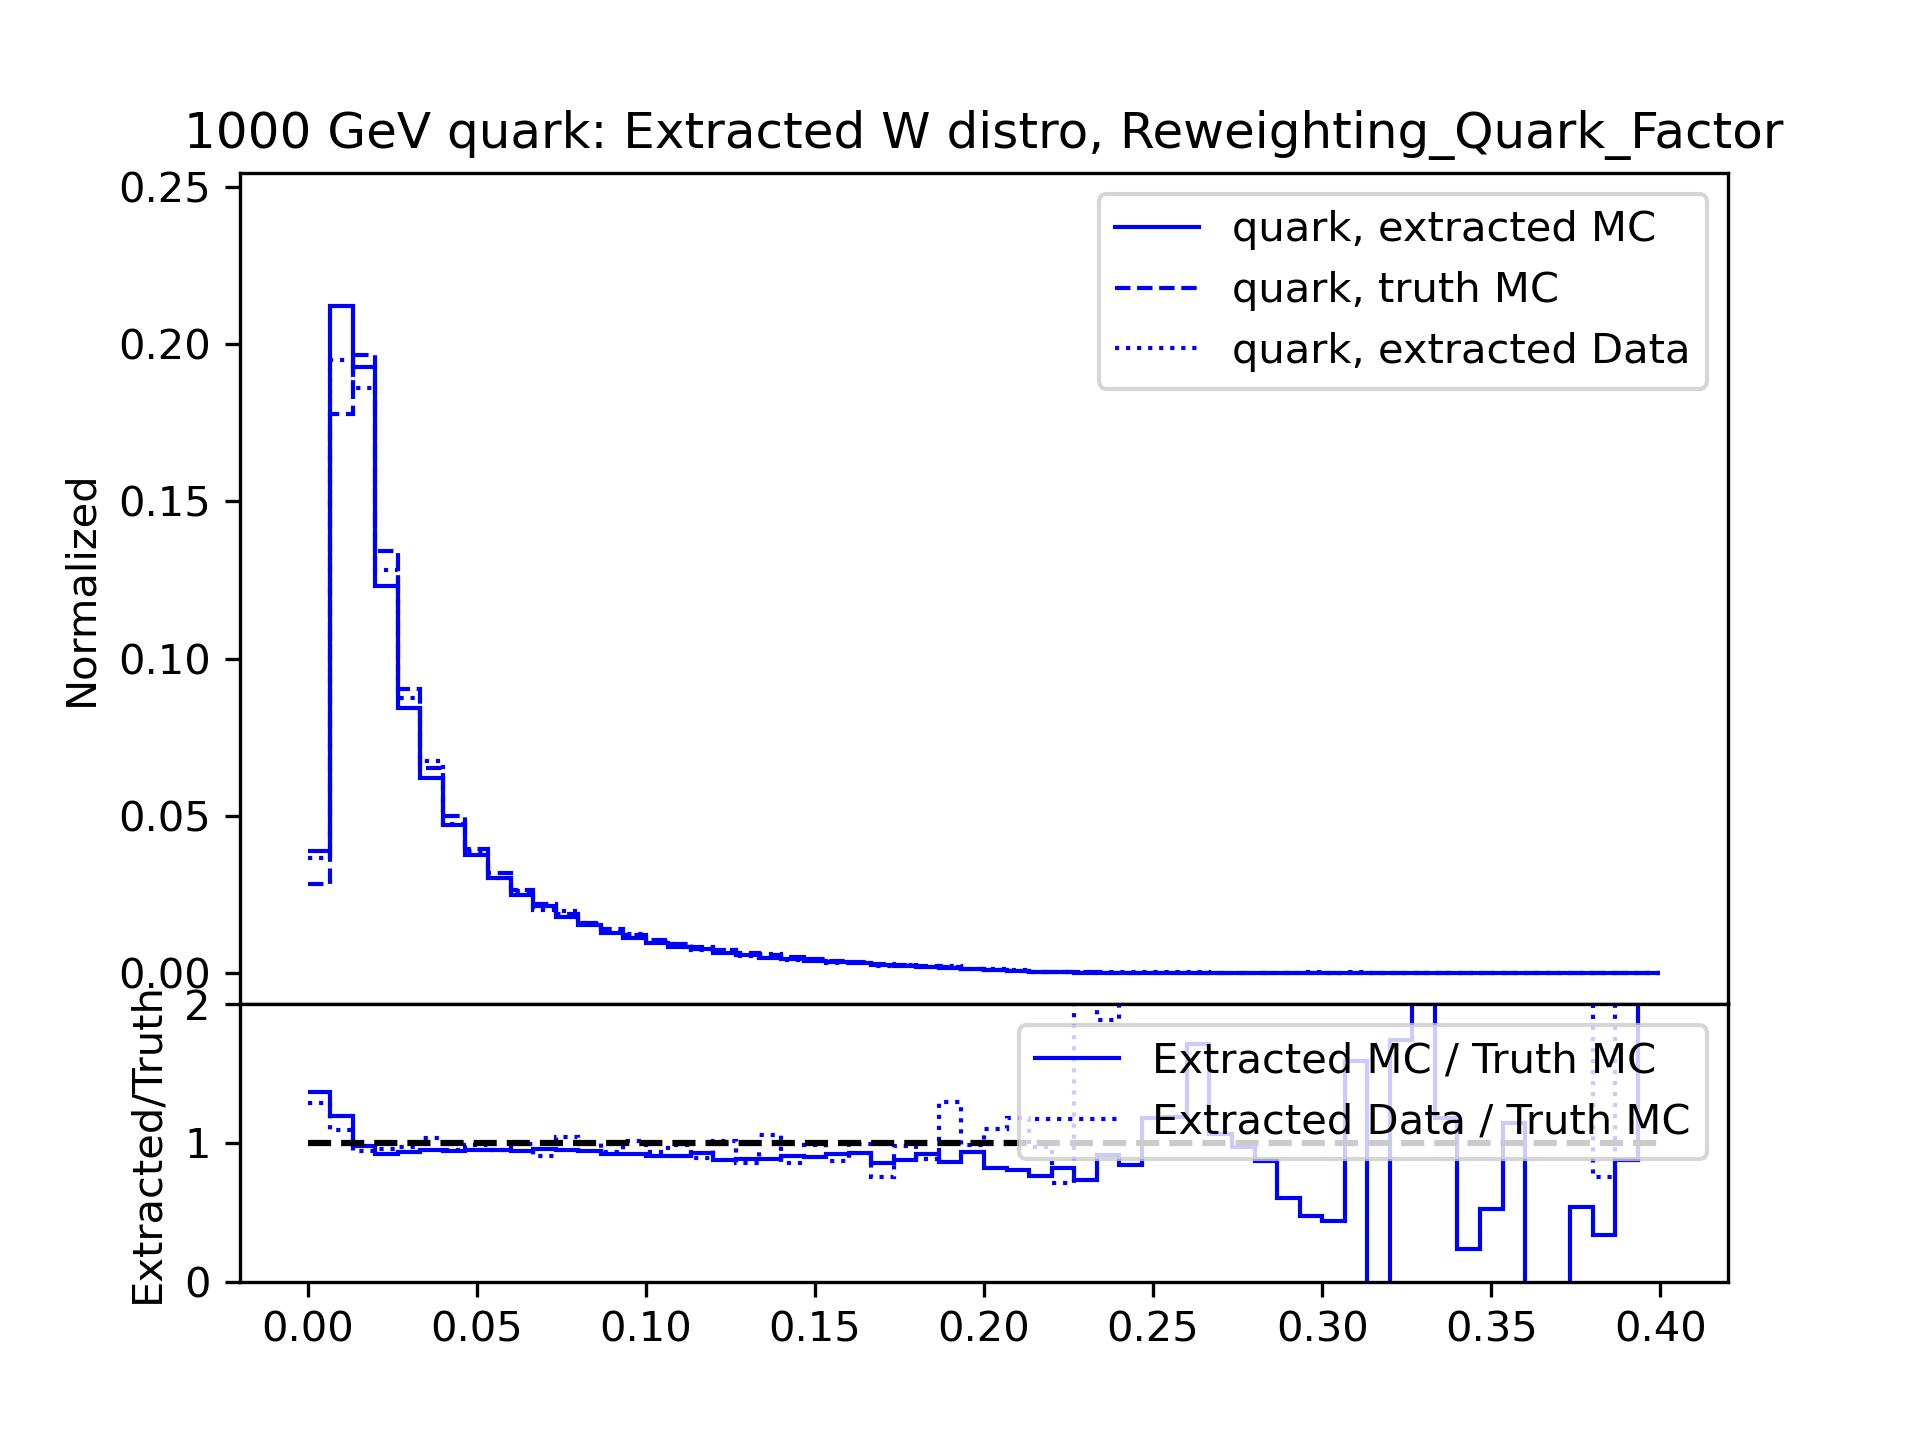 1000 GeV quark: Extracted W distro, Reweighting_Quark_Factor
0.25
0.20
0.15
0.10
0.05
0.00
Normalized
quark, extracted MC
quark, truth MC
quark, extracted Data
2
1
0
Extracted/Truth
Extracted MC / Truth MC
Extracted Data / Truth MC
0.00 0.05 0.10 0.15 0.20 0.25 0.30 0.35 0.40